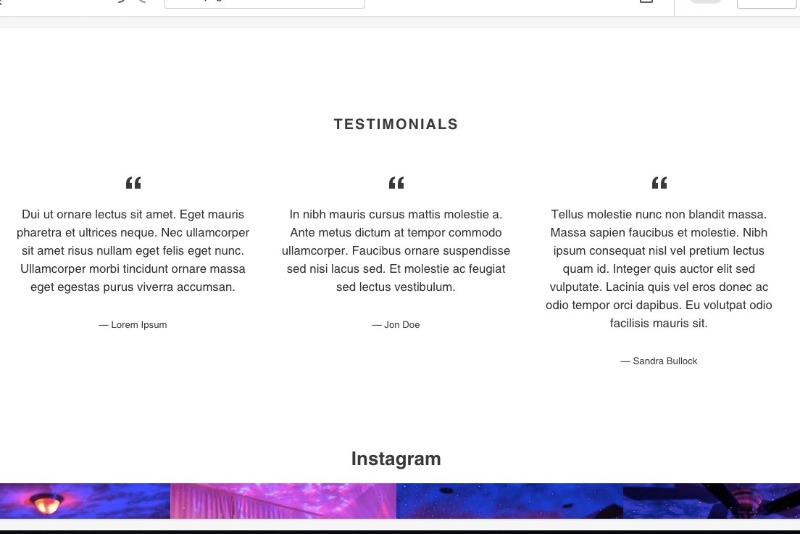 TESTIMONIALS
“
Dui ut ornare lectus sit amet. Eget mauris
pharetra et ultrices neque. Nec ullamcorper
sit amet risus nullam eget felis eget nunc.
Ullamcorper morbi tincidunt ornare massa
eget egestas purus viverra accumsan.
— Lorem Ipsum
“
In nibh mauris cursus mattis molestie a.
Ante metus dictum at tempor commodo
ullamcorper. Faucibus ornare suspendisse
sed nisi lacus sed. Et molestie ac feugiat
sed lectus vestibulum.
— Jon Doe
“
Tellus molestie nunc non blandit massa.
Massa sapien faucibus et molestie. Nibh
ipsum consequat nisl vel pretium lectus
quam id. Integer quis auctor elit sed
vulputate. Lacinia quis vel eros donec ac
odio tempor orci dapibus. Eu volutpat odio
facilisis mauris sit.
— Sandra Bullock
Instagram